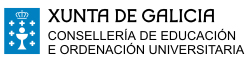 XUNTA DE GALICIA
CONSELLERÍA DE EDUCACIÓN
E ORDENACIÓN UNIVERSITARIA